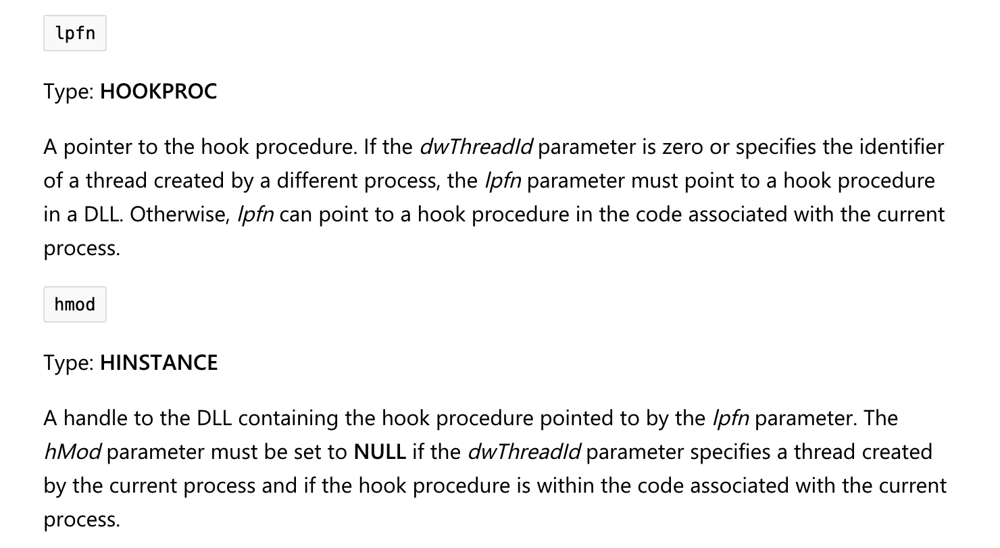 lpfn
Type: HOOKPROC
A pointer to the hook procedure. If the dwThreadId parameter is zero or specifies the identifier
of a thread created by a different process, the lpfn parameter must point to a hook procedure
in a DLL. Otherwise, lpfn can point to a hook procedure in the code associated with the current
process.
hmod
Type: HINSTANCE
A handle to the DLL containing the hook procedure pointed to by the lpfn parameter. The
hMod parameter must be set to NULL if the dwThreadId parameter specifies a thread created
by the current process and if the hook procedure is within the code associated with the current
process.